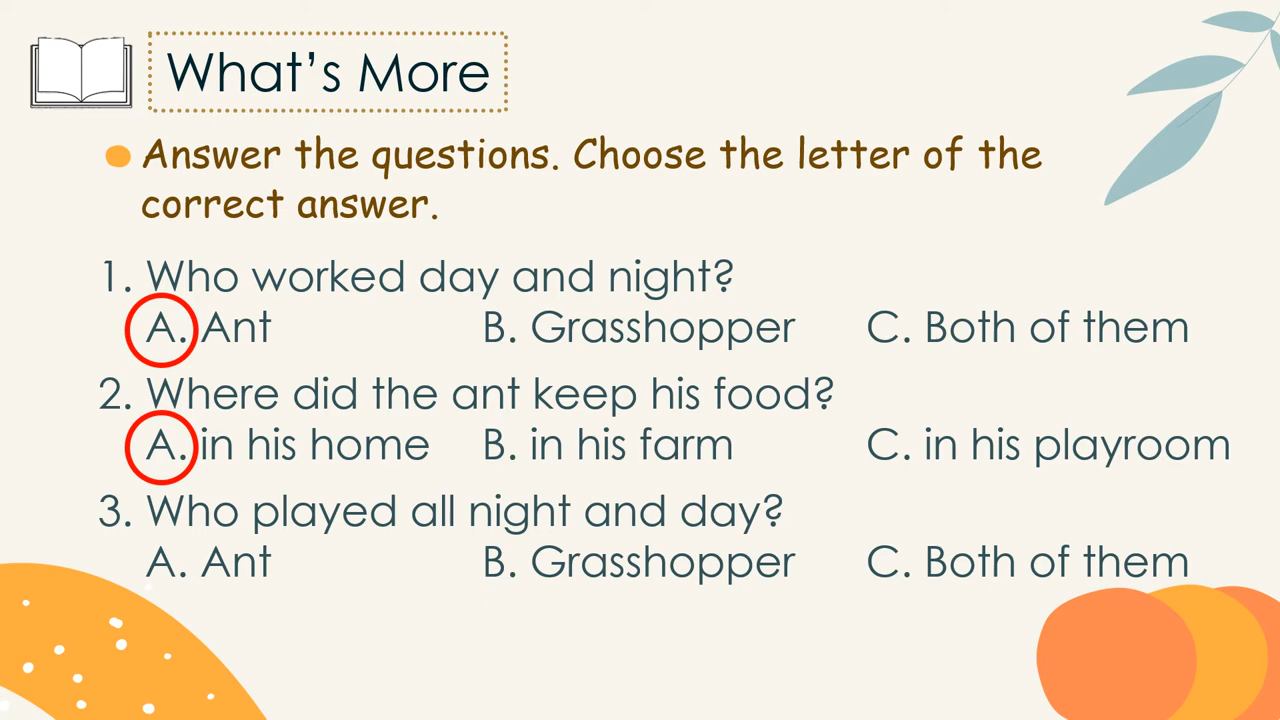 What's More
Answer the questions. Choose the letter of the
correct answer.
1. Who worked day and night?
A. Ant B. Grasshopper C. Both of them
2. Where did the ant keep his food?
A. in his home B. in his farm C. in his playroom
3. Who played all night and day?
A. Ant B. Grasshopper C. Both of them